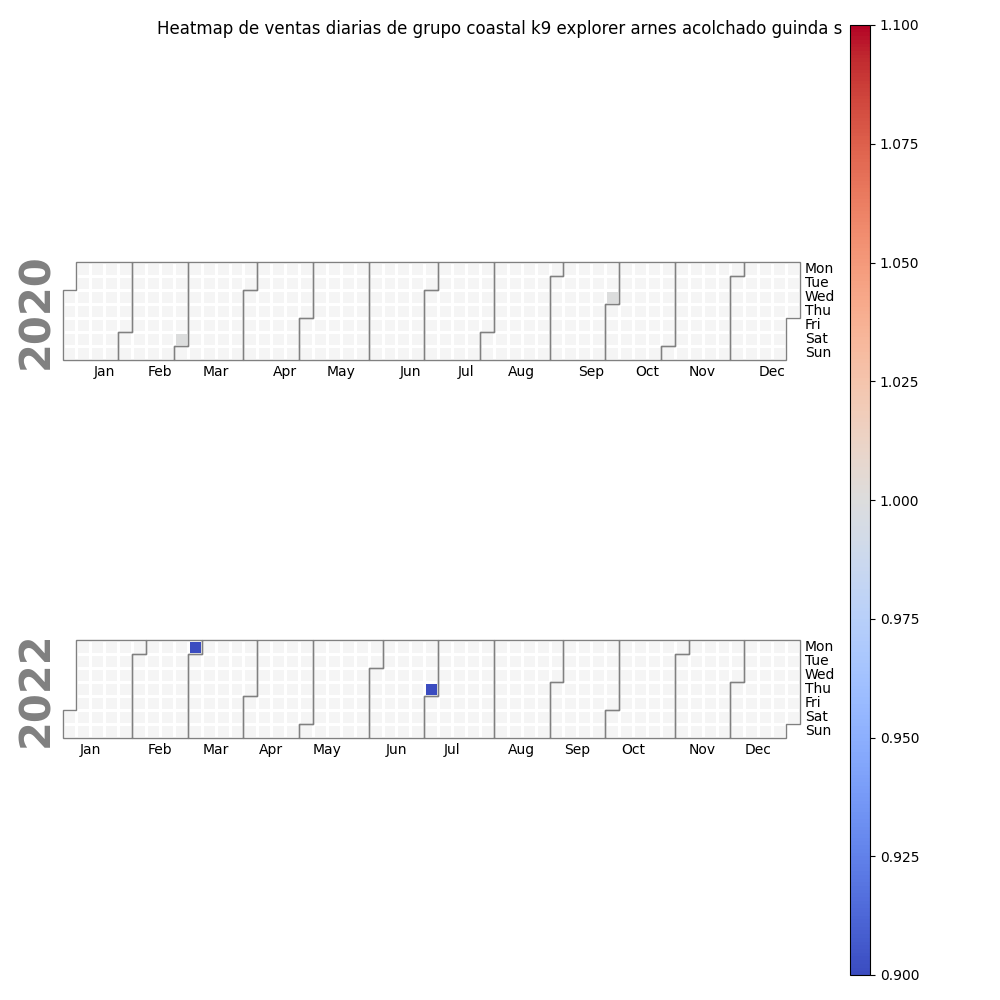 Heatmap de ventas diarias de grupo coastal k9 explorer arnes acolchado guinda s
1.100
1.075
1.050
1.025
1.000
0.975
0.950
0.925
0.900
2020
Mon
Tue
Wed
Thu
Fri
Sat
Sun
Jan Feb Mar Apr May Jun Jul Aug Sep Oct Nov Dec
2022
Mon
Tue
Wed
Thu
Fri
Sat
Sun
Jan Feb Mar Apr May Jun Jul Aug Sep Oct Nov Dec